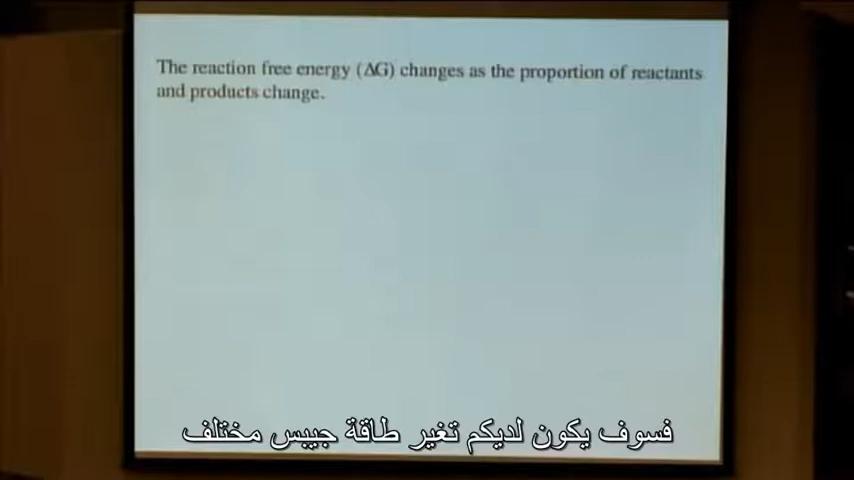 The reaction free energy (ΔG) changes as the proportion of reactants
and products change.
فسوف يكون لديكم تغير طاقة جيبس مختلف